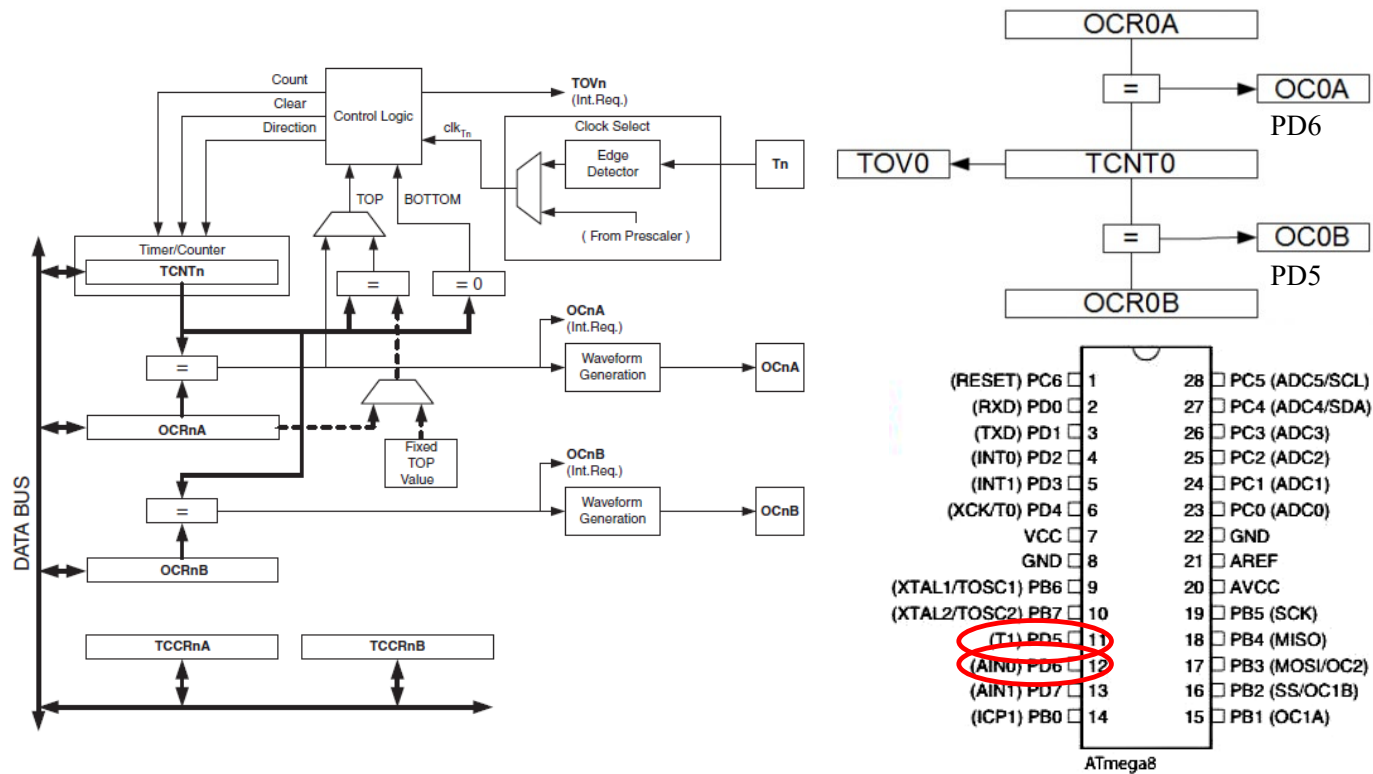 Count
Clear
Direction
Control Logic
TOVn
(Int.Req.)
clkTn
Clock Select
Edge
Detector
Tn
( From Prescaler )
TOP
BOTTOM
Timer/Counter
TCNTn
=
= 0
=
OCnA
(Int.Req.)
Waveform
Generation
OCnA
OCRnA
Fixed
TOP
Value
OCnB
(Int.Req.)
=
Waveform
Generation
OCnB
OCRnB
TCCRnA
TCCRnB
DATA BUS
OCR0A
=
OC0A
PD6
TOV0
TCNT0
=
OC0B
PD5
OCR0B
(RESET) PC6 1
(RXD) PD0 2
(TXD) PD1 3
(INT0) PD2 4
(INT1) PD3 5
(XCK/T0) PD4 6
VCC 7
GND 8
(XTAL1/TOSC1) PB6 9
(XTAL2/TOSC2) PB7 10
(T1) PD5 11
(AIN0) PD6 12
(AIN1) PD7 13
(ICP1) PB0 14
28 PC5 (ADC5/SCL)
27 PC4 (ADC4/SDA)
26 PC3 (ADC3)
25 PC2 (ADC2)
24 PC1 (ADC1)
23 PC0 (ADC0)
22 GND
21 AREF
20 AVCC
19 PB5 (SCK)
18 PB4 (MISO)
17 PB3 (MOSI/OC2)
16 PB2 (SS/OC1B)
15 PB1 (OC1A)
ATmega8